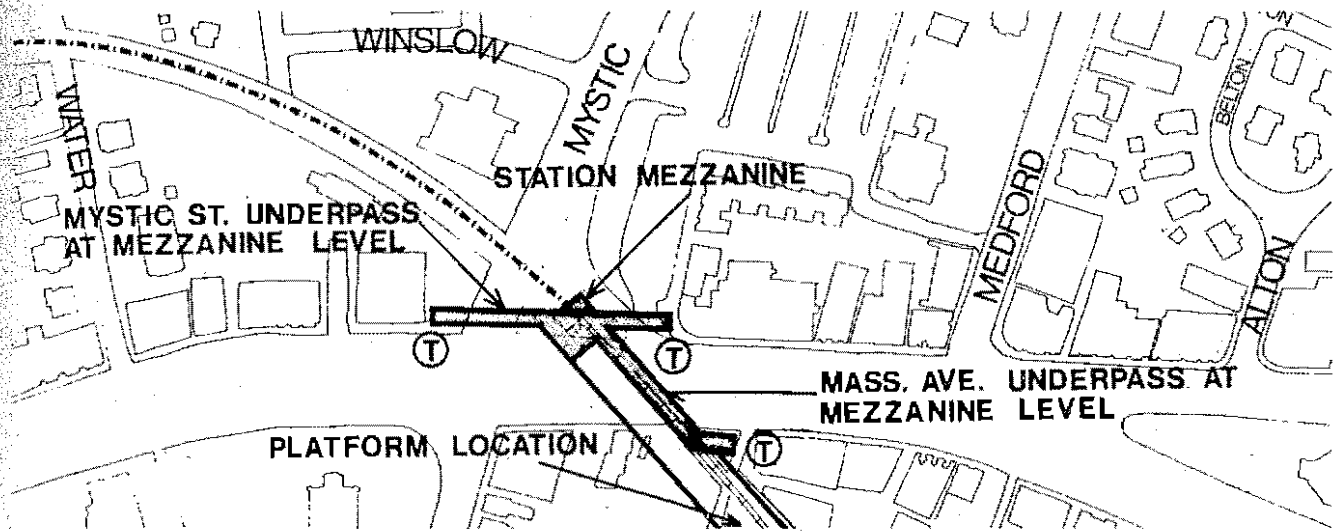 WINSLOW
MYSTIC
WATER
STATION MEZZANINE
MYSTIC ST. UNDERPASS
AT MEZZANINE LEVEL
MEDFORD
BELTON
ALTON
T
T
MASS. AVE. UNDERPASS AT
MEZZANINE LEVEL
PLATFORM LOCATION
T